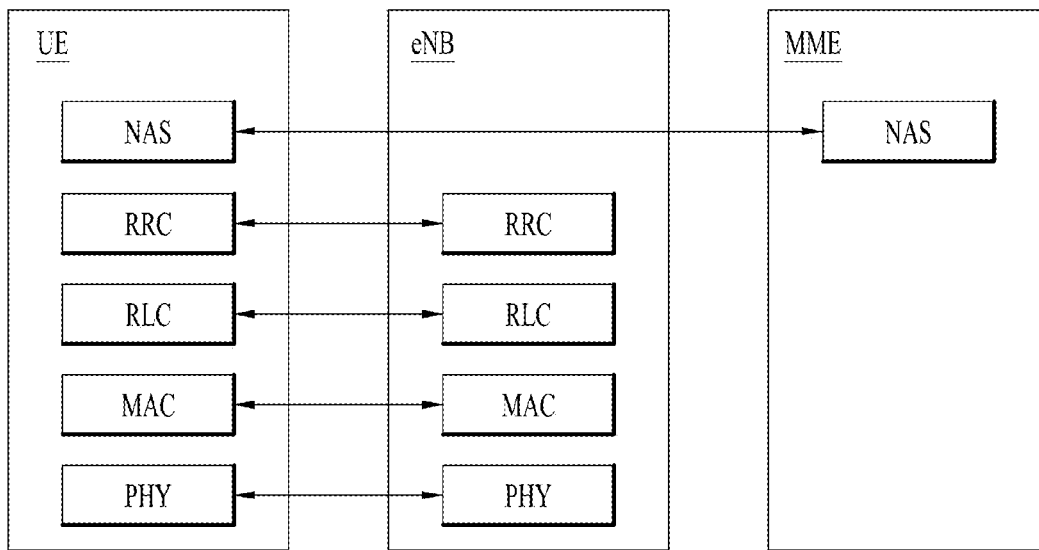 UE eNB MME
NAS NAS
RRC RRC
RLC RLC
MAC MAC
PHY PHY